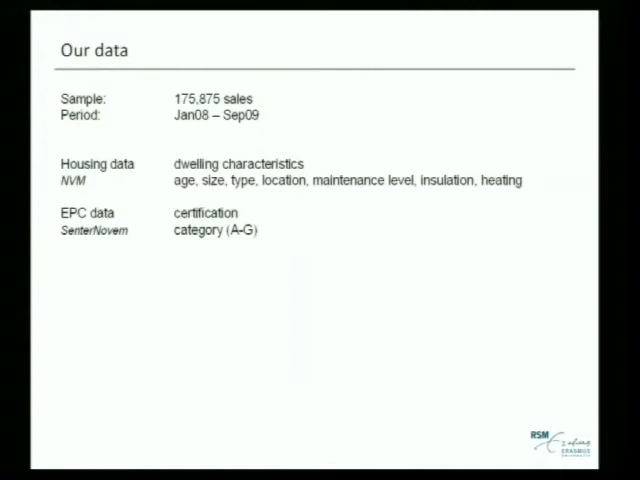 Our data
Sample: 175,875 sales
Period: Jan08 – Sep09
Housing data dwelling characteristics
NVM age, size, type, location, maintenance level, insulation, heating
EPC data certification
SenterNovem category (A-G)
RSM
Erasmus
ERASMUS
UNIVERSITY